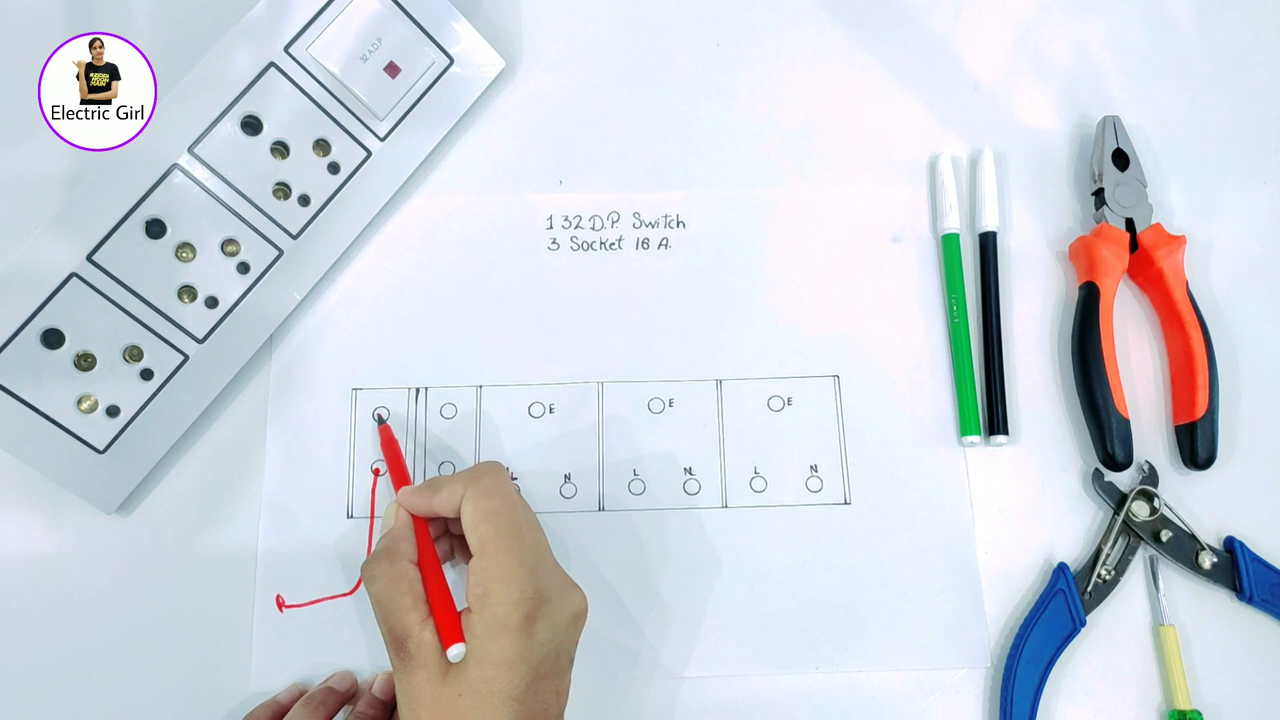 Electric Girl
32 A.D.P
1 32 D.P. Switch
3 Socket 16 A.
E
E
E
L
N
L
N
L
N